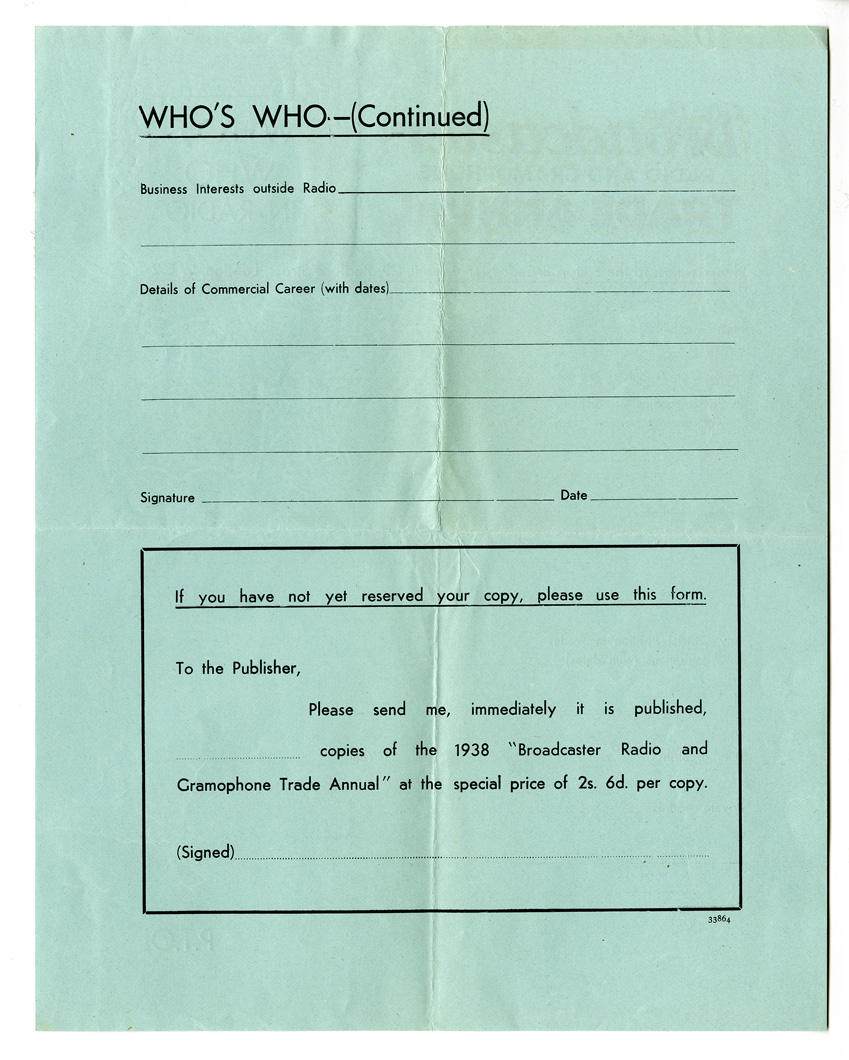 WHO'S WHO—(Continued)
Business Interests outside Radio
Details of Commercial Career (with dates)
Signature Date
If you have not yet reserved your copy, please use this form.
To the Publisher,
Please send me, immediately it is published,
copies of the 1938 "Broadcaster Radio and
Gramophone Trade Annual" at the special price of 2s. 6d. per copy.
(Signed)
33864